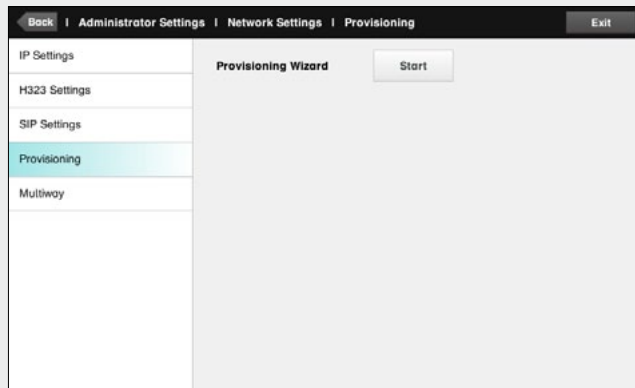 Back | Administrator Settings | Network Settings | Provisioning Exit
IP Settings
Provisioning Wizard Start
H323 Settings
SIP Settings
Provisioning
Multiway